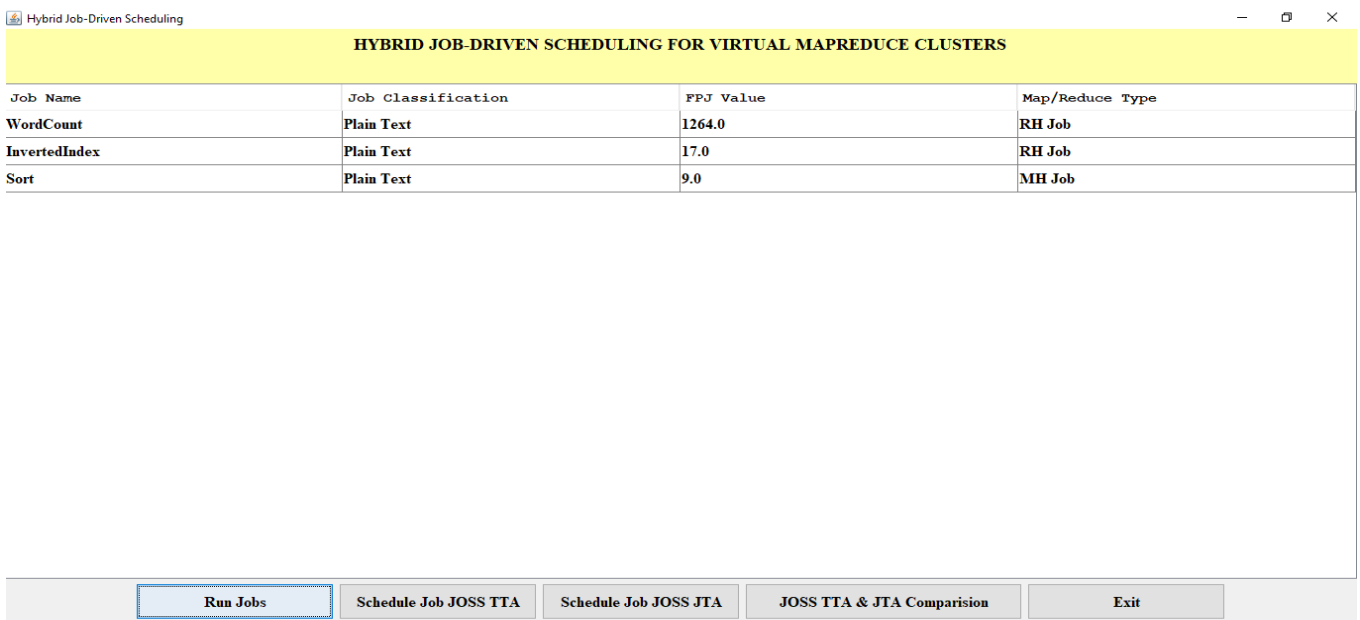 Hybrid Job-Driven Scheduling
HYBRID JOB-DRIVEN SCHEDULING FOR VIRTUAL MAPREDUCE CLUSTERS
Job Name Job Classification FPJ Value Map/Reduce Type
WordCount Plain Text 1264.0 RH Job
InvertedIndex Plain Text 17.0 RH Job
Sort Plain Text 9.0 MH Job
Run Jobs Schedule Job JOSS TTA Schedule Job JOSS JTA JOSS TTA & JTA Comparision Exit